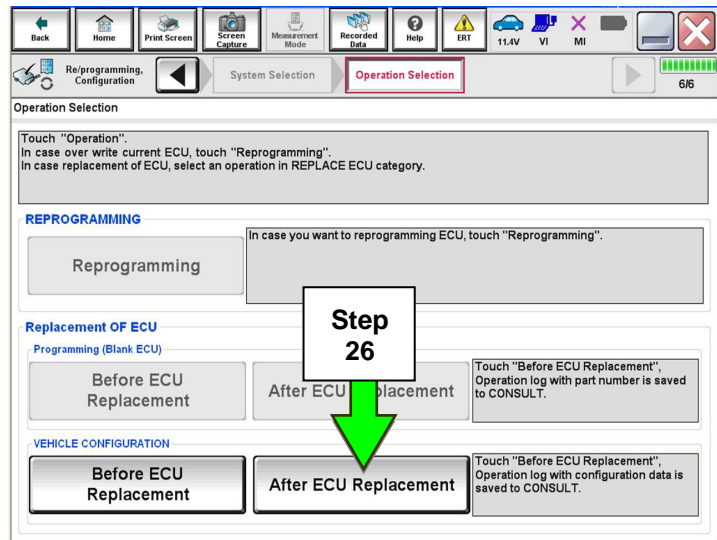 Back
Home
Print Screen
Screen
Capture
Measurement
Mode
Recorded
Data
Help
ERT
11.4V
VI
MI
Re/programming,
Configuration
System Selection
Operation Selection
6/6
Operation Selection
Touch "Operation".
In case over write current ECU, touch "Reprogramming".
In case replacement of ECU, select an operation in REPLACE ECU category.
REPROGRAMMING
Reprogramming
In case you want to reprogramming ECU, touch "Reprogramming".
Step
26
Replacement OF ECU
Programming (Blank ECU)
Before ECU
Replacement
After ECU placement
Touch "Before ECU Replacement",
Operation log with part number is saved
to CONSULT.
VEHICLE CONFIGURATION
Before ECU
Replacement
After ECU Replacement
Touch "Before ECU Replacement",
Operation log with configuration data is
saved to CONSULT.